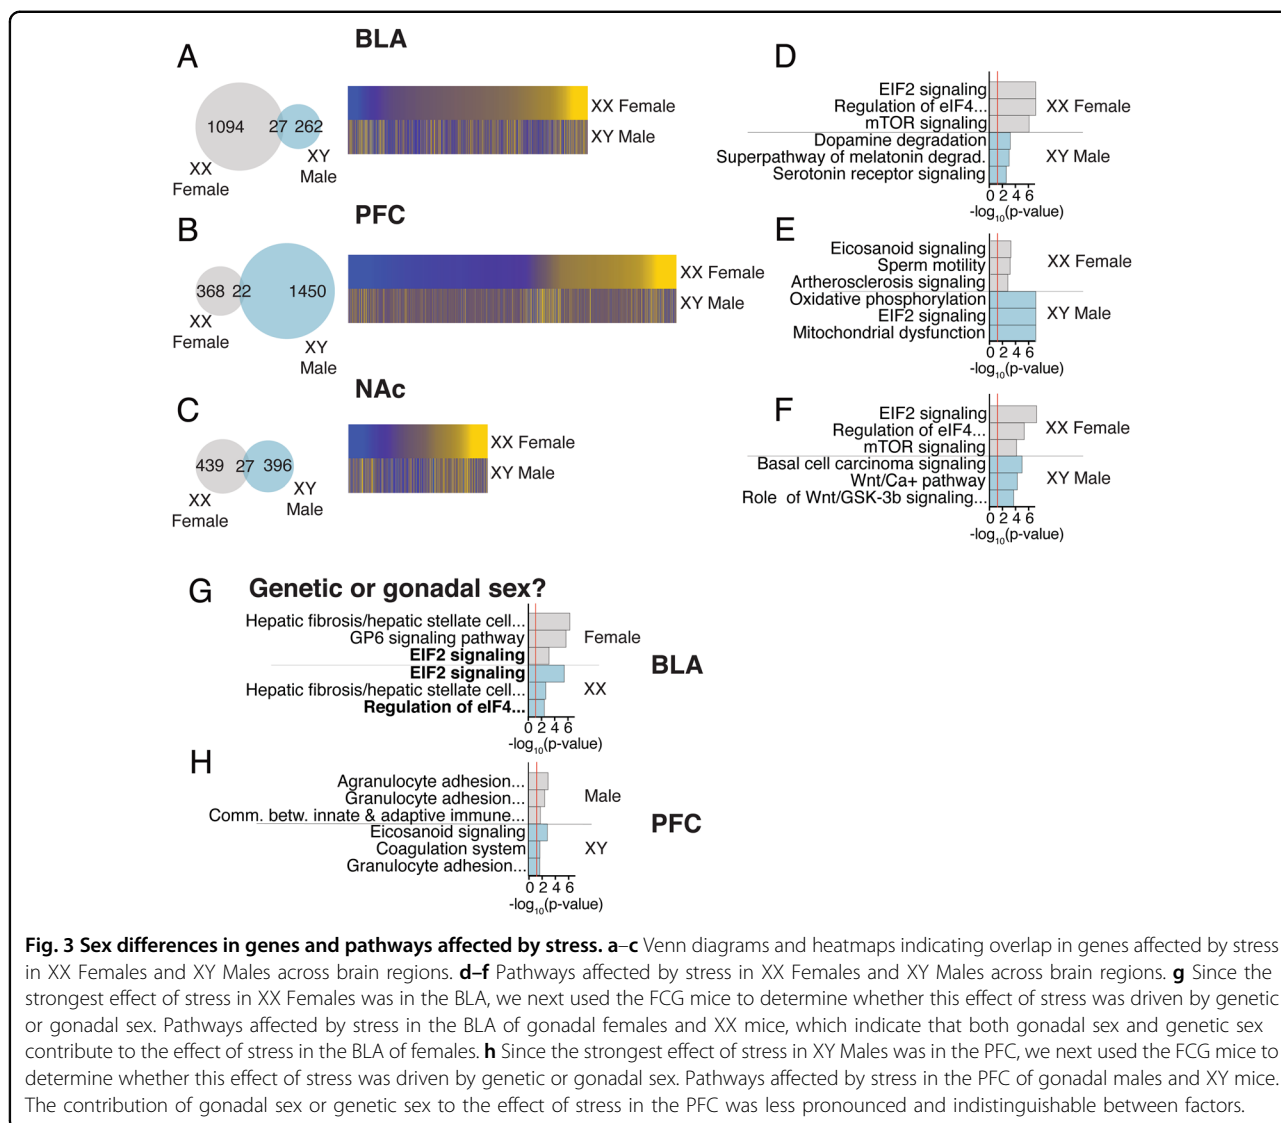 A
BLA
1094 27 262
XX
Female
XY
Male
XX Female
XY Male
B
PFC
368 22 1450
XX
Female
XY
Male
XX Female
XY Male
C
NAc
439 27 396
XX
Female
XY
Male
XX Female
XY Male
D
EIF2 signaling
Regulation of eIF4...
mTOR signaling
XX Female
Dopamine degradation
Superpathway of melatonin degrad.
Serotonin receptor signaling
XY Male
0 2 4 6
-log10(p-value)
E
Eicosanoid signaling
Sperm motility
Artherosclerosis signaling
XX Female
Oxidative phosphorylation
EIF2 signaling
Mitochondrial dysfunction
XY Male
0 2 4 6
-log10(p-value)
F
EIF2 signaling
Regulation of eIF4...
mTOR signaling
XX Female
Basal cell carcinoma signaling
Wnt/Ca+ pathway
Role of Wnt/GSK-3b signaling...
XY Male
0 2 4 6
-log10(p-value)
G
Genetic or gonadal sex?
Hepatic fibrosis/hepatic stellate cell...
GP6 signaling pathway
EIF2 signaling
Female
EIF2 signaling
Hepatic fibrosis/hepatic stellate cell...
Regulation of eIF4...
XX
BLA
0 2 4 6
-log10(p-value)
H
Agranulocyte adhesion...
Granulocyte adhesion...
Comm. betw. innate & adaptive immune...
Male
Eicosanoid signaling
Coagulation system
Granulocyte adhesion...
XY
PFC
0 2 4 6
-log10(p-value)
Fig. 3 Sex differences in genes and pathways affected by stress. a–c Venn diagrams and heatmaps indicating overlap in genes affected by stress
in XX Females and XY Males across brain regions. d–f Pathways affected by stress in XX Females and XY Males across brain regions. g Since the
strongest effect of stress in XX Females was in the BLA, we next used the FCG mice to determine whether this effect of stress was driven by genetic
or gonadal sex. Pathways affected by stress in the BLA of gonadal females and XX mice, which indicate that both gonadal sex and genetic sex
contribute to the effect of stress in the BLA of females. h Since the strongest effect of stress in XY Males was in the PFC, we next used the FCG mice to
determine whether this effect of stress was driven by genetic or gonadal sex. Pathways affected by stress in the PFC of gonadal males and XY mice.
The contribution of gonadal sex or genetic sex to the effect of stress in the PFC was less pronounced and indistinguishable between factors.